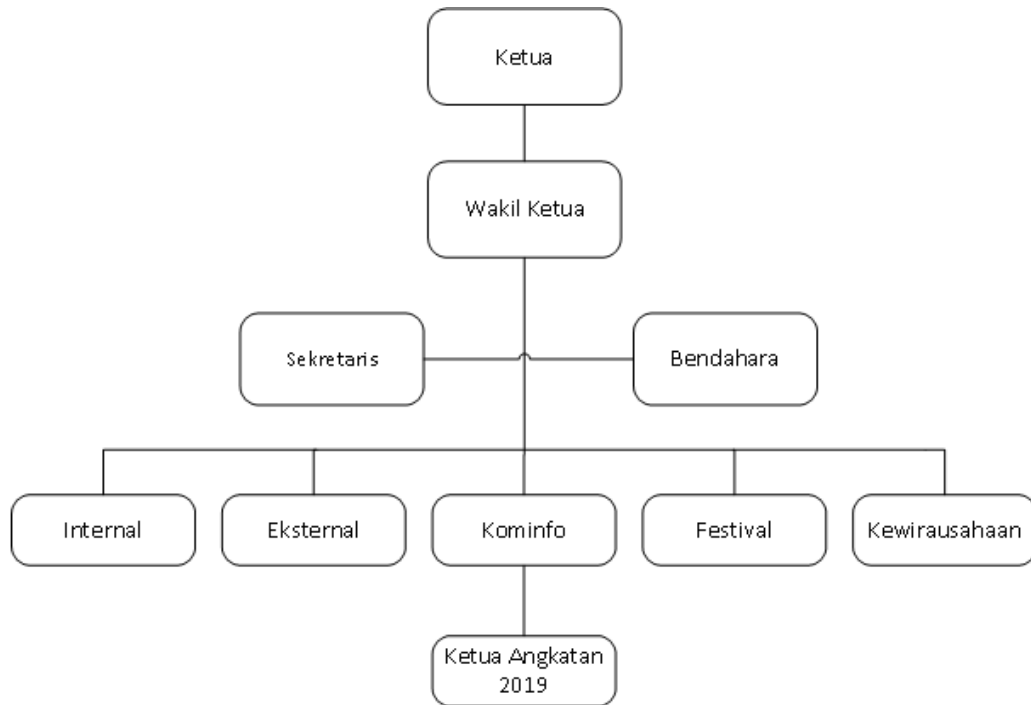 Ketua
Wakil Ketua
Sekretaris
Bendahara
Internal
Eksternal
Kominfo
Festival
Kewirausahaan
Ketua Angkatan
2019